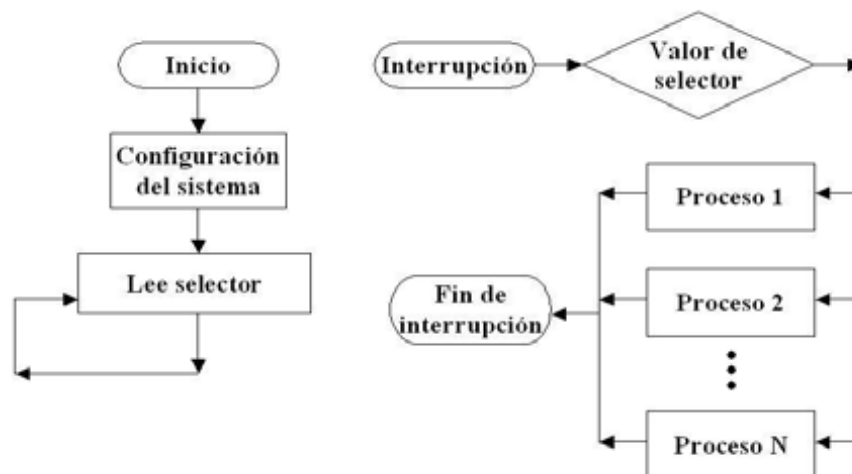 Inicio
Configuración
del sistema
Lee selector
Interrupción
Valor de
selector
Proceso 1
Proceso 2
Proceso N
Fin de
interrupción